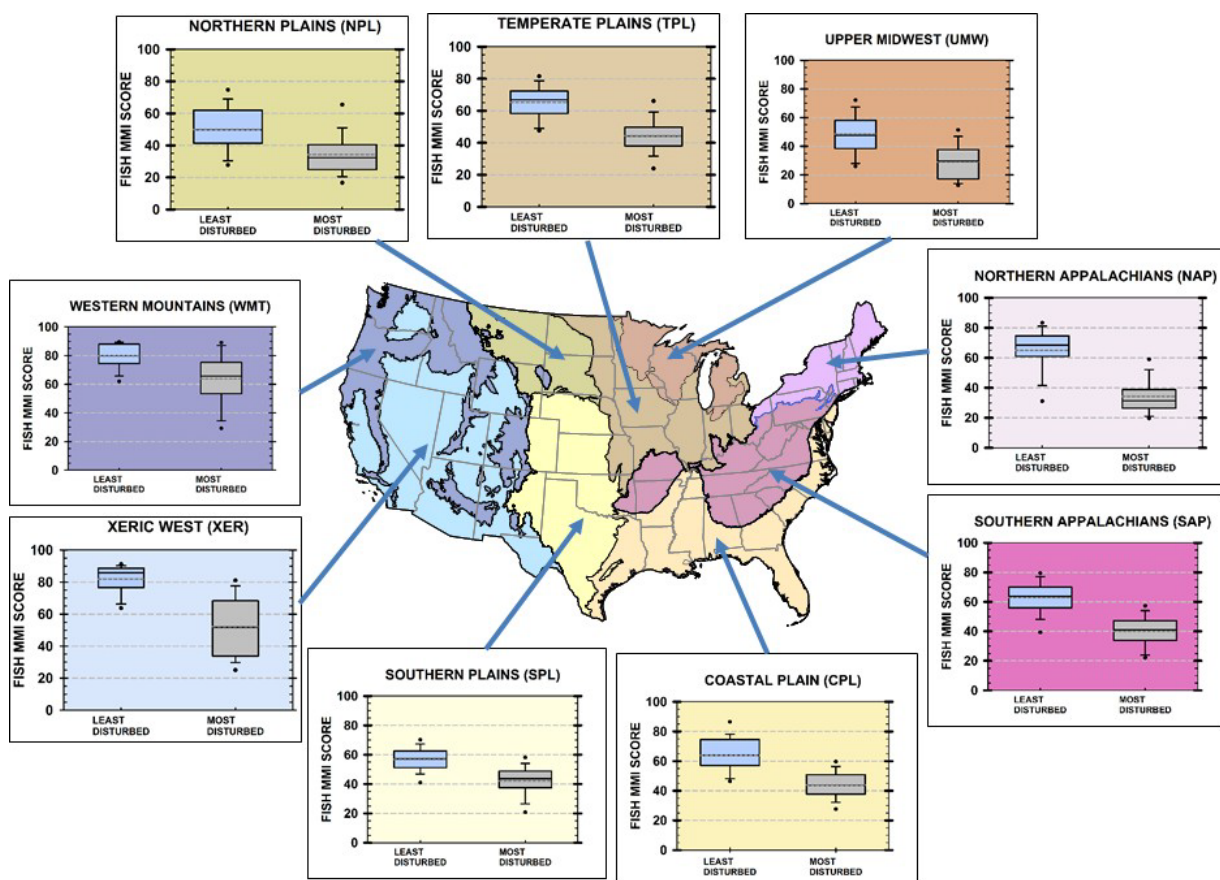 NORTHERN PLAINS (NPL)
FISH MMI SCORE
100
80
60
40
20
0
LEAST
DISTURBED
MOST
DISTURBED
TEMPERATE PLAINS (TPL)
FISH MMI SCORE
100
80
60
40
20
0
LEAST
DISTURBED
MOST
DISTURBED
UPPER MIDWEST (UMW)
FISH MMI SCORE
100
80
60
40
20
0
LEAST
DISTURBED
MOST
DISTURBED
WESTERN MOUNTAINS (WMT)
FISH MMI SCORE
100
80
60
40
20
0
LEAST
DISTURBED
MOST
DISTURBED
NORTHERN APPALACHIANS (NAP)
FISH MMI SCORE
100
80
60
40
20
0
LEAST
DISTURBED
MOST
DISTURBED
XERIC WEST (XER)
FISH MMI SCORE
100
80
60
40
20
0
LEAST
DISTURBED
MOST
DISTURBED
SOUTHERN APPALACHIANS (SAP)
FISH MMI SCORE
100
80
60
40
20
0
LEAST
DISTURBED
MOST
DISTURBED
SOUTHERN PLAINS (SPL)
FISH MMI SCORE
100
80
60
40
20
0
LEAST
DISTURBED
MOST
DISTURBED
COASTAL PLAIN (CPL)
FISH MMI SCORE
100
80
60
40
20
0
LEAST
DISTURBED
MOST
DISTURBED